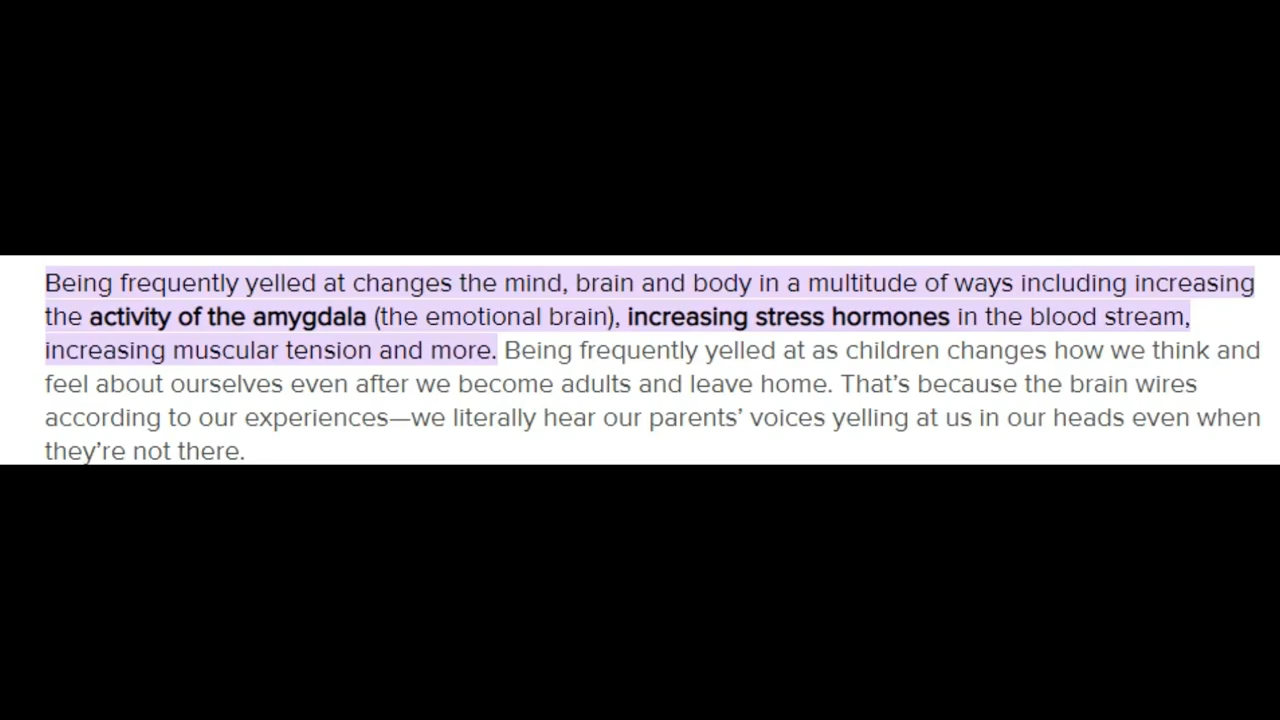 Being frequently yelled at changes the mind, brain and body in a multitude of ways including increasing
the activity of the amygdala (the emotional brain), increasing stress hormones in the blood stream,
increasing muscular tension and more. Being frequently yelled at as children changes how we think and
feel about ourselves even after we become adults and leave home. That’s because the brain wires
according to our experiences—we literally hear our parents’ voices yelling at us in our heads even when
they’re not there.